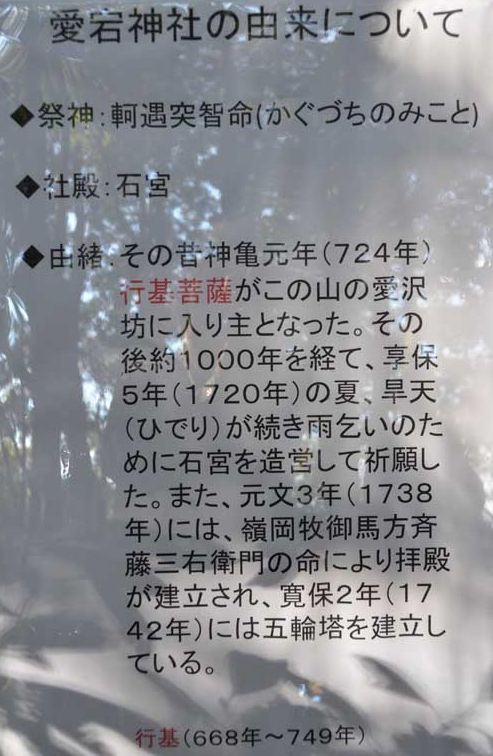 愛宕神社の由来について
◆祭神:軻遇突智命(かぐづちのみこと)
◆社殿:石宮
◆由緒:その昔神亀元年(724年)
行基菩薩がこの山の愛沢
坊に入り主となった。その
後約1000年を経て、享保
5年(1720年)の夏、旱天
(ひでり)が続き雨乞いのた
めに石宮を造営して祈願し
た。また、元文3年(1738
年)には、嶺岡牧御馬方斉
藤三右衛門の命により拝殿
が建立され、寛保2年(17
42年)には五輪塔を建立し
ている。
行基(668年～749年)